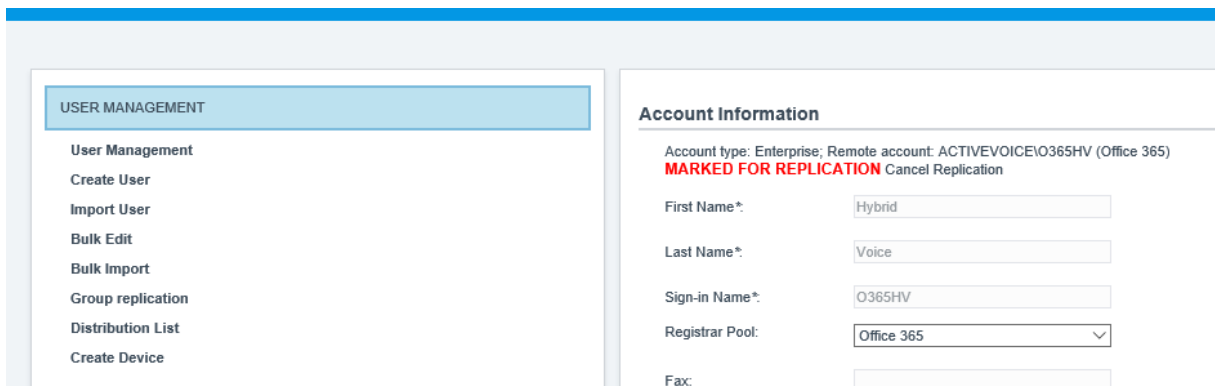 USER MANAGEMENT
User Management
Create User
Import User
Bulk Edit
Bulk Import
Group replication
Distribution List
Create Device
Account Information
Account type: Enterprise; Remote account: ACTIVEVOICE\O365HV (Office 365)
MARKED FOR REPLICATION Cancel Replication
First Name*: Hybrid
Last Name*: Voice
Sign-in Name*: O365HV
Registrar Pool: Office 365
Fax: